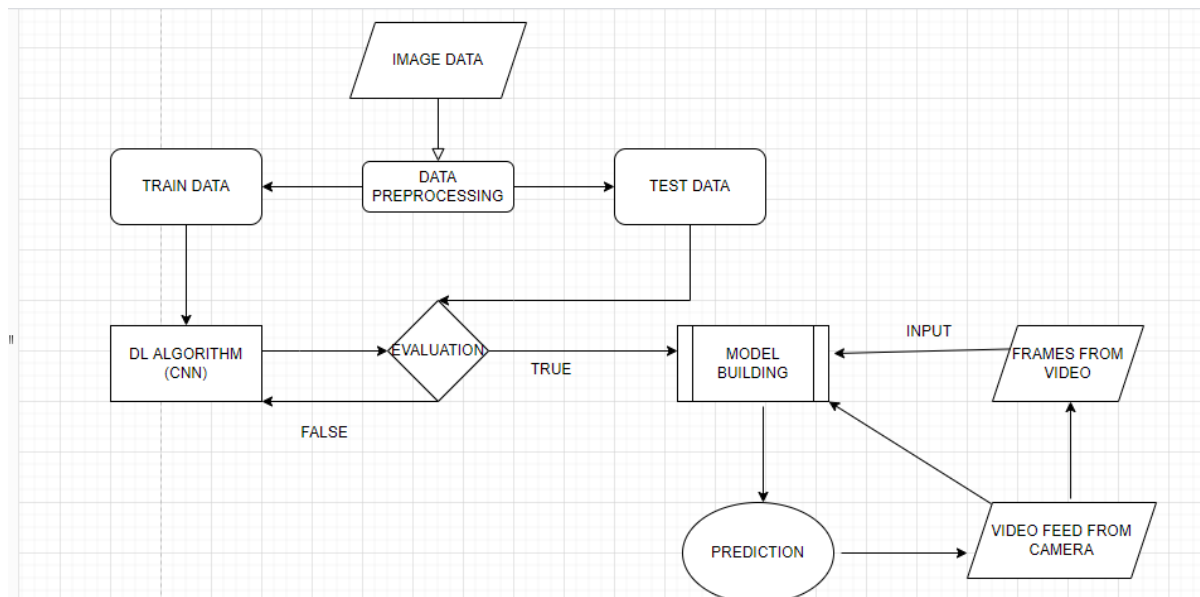 IMAGE DATA
TRAIN DATA
DATA
PREPROCESSING
TEST DATA
DL ALGORITHM
(CNN)
EVALUATION
TRUE
FALSE
MODEL
BUILDING
INPUT
FRAMES FROM
VIDEO
PREDICTION
VIDEO FEED FROM
CAMERA